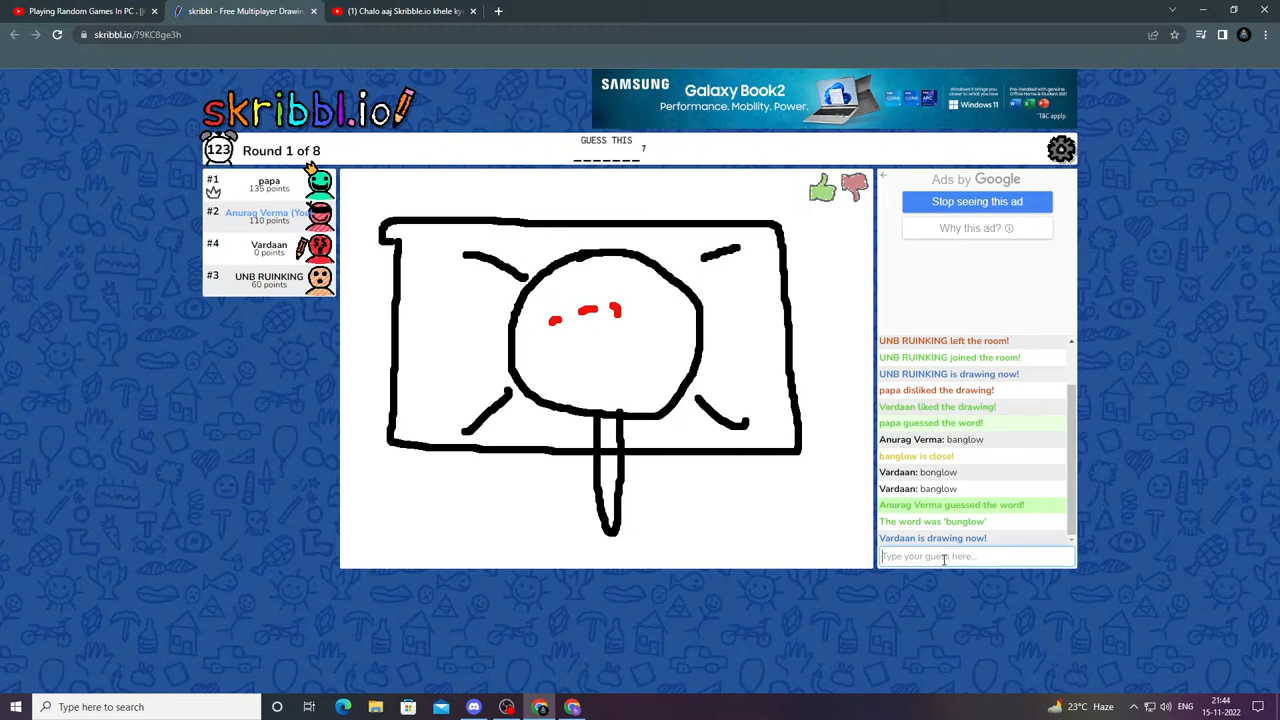 Playing Random Games In PC . ||
skribbl - Free Multiplayer Drawin
(1) Chalo aaj Skribble.io khele ky
skribbl.io/?9KC8ge3h
skribbl.io
SAMSUNG
Galaxy Book2
Performance. Mobility. Power.
Windows 11
*T&C apply.
123
Round 1 of 8
GUESS THIS
_______ 7
#1
papa
135 points
#2
Anurag Verma (You
110 points
#4
Vardaan
0 points
#3
UNB RUINKING
60 points
Ads by Google
Stop seeing this ad
Why this ad?
UNB RUINKING left the room!
UNB RUINKING joined the room!
UNB RUINKING is drawing now!
papa disliked the drawing!
Vardaan liked the drawing!
papa guessed the word!
Anurag Verma: banglow
banglow is close!
Vardaan: bonglow
Vardaan: banglow
Anurag Verma guessed the word!
The word was 'bunglow'
Vardaan is drawing now!
Type your guess here...
Type here to search
23°C Haze
ENG
21:44
15-11-2022